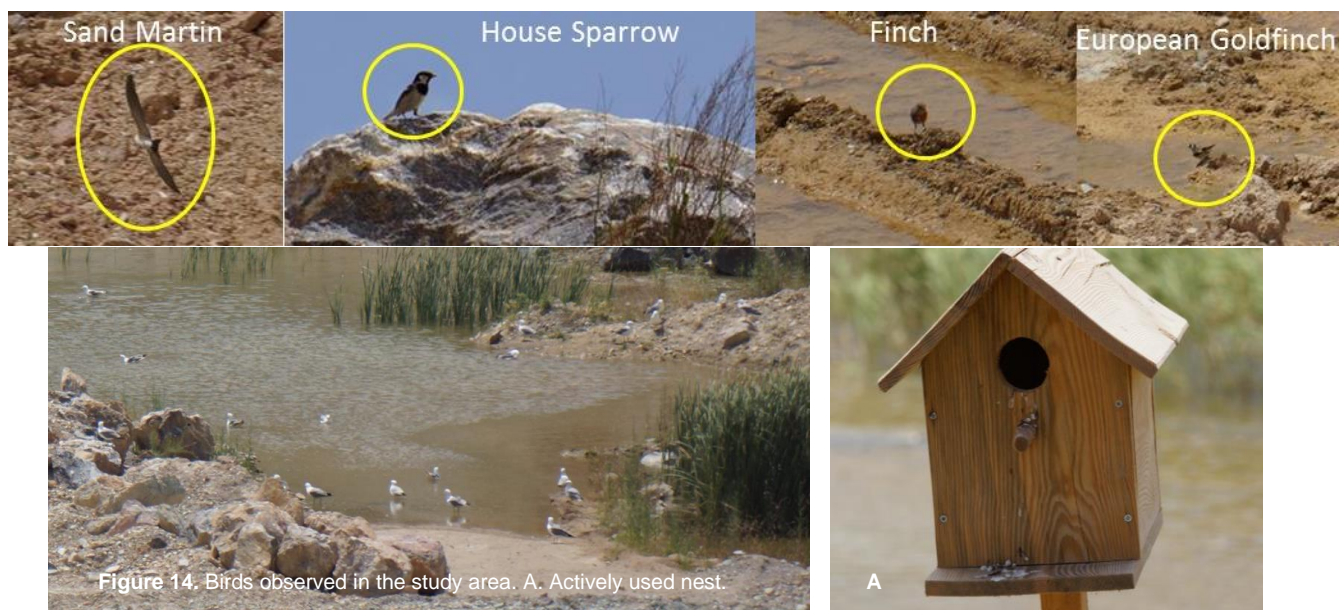 Sand Martin
House Sparrow
Finch
European Goldfinch
Figure 14. Birds observed in the study area. A. Actively used nest.
A